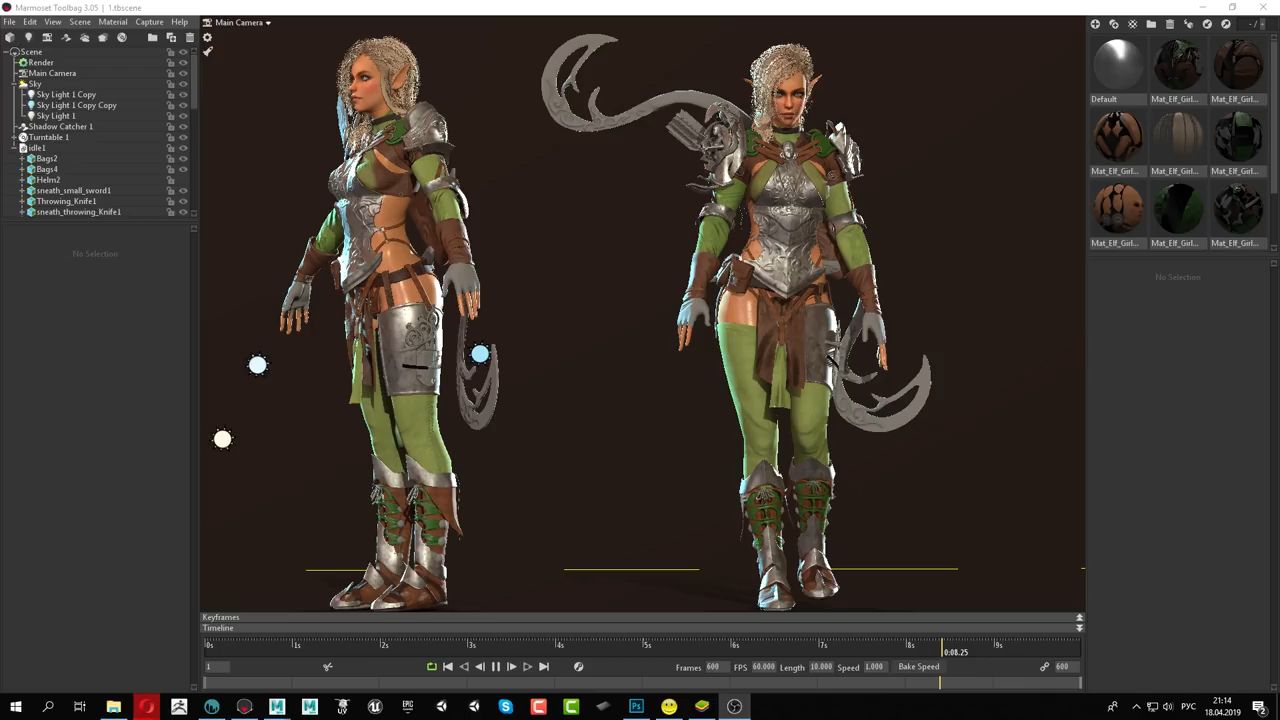 Marmoset Toolbag 3.05 | 1.tbscene
File Edit View Scene Material Capture Help
Main Camera
- / -
Scene
Render
Main Camera
Sky
Sky Light 1 Copy
Sky Light 1 Copy Copy
Sky Light 1
Shadow Catcher 1
Turntable 1
idle1
Bags2
Bags4
Helm2
sneath_small_sword1
Throwing_Knife1
sneath_throwing_Knife1
No Selection
Default Mat_Elf_Girl... Mat_Elf_Girl...
Mat_Elf_Girl... Mat_Elf_Girl... Mat_Elf_Girl...
Mat_Elf_Girl... Mat_Elf_Girl... Mat_Elf_Girl...
No Selection
Keyframes
Timeline
0s 1s 2s 3s 4s 5s 6s 7s 8s 9s
0:08.25
1 Frames 600 FPS 60.000 Length 10.000 Speed 1.000 Bake Speed 600
EPIC GAMES
РУС
21:14
18.04.2019